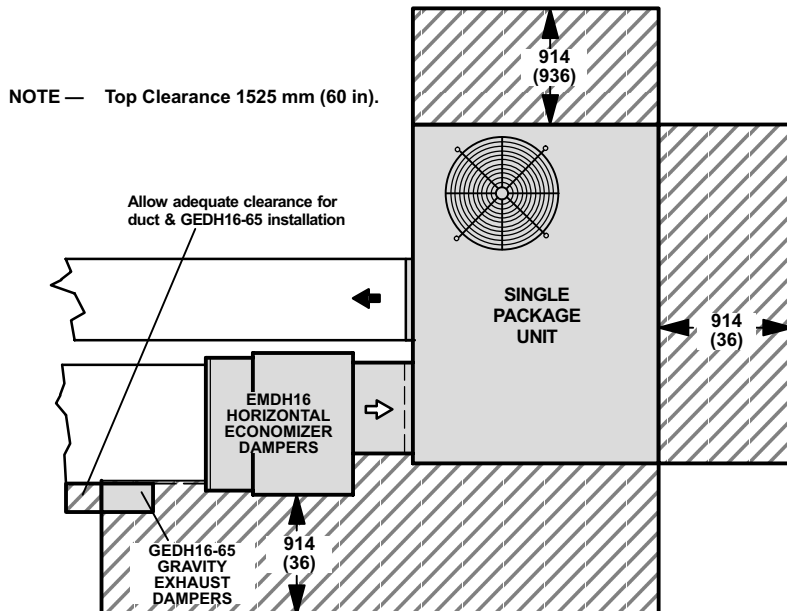 914
(936)
NOTE — Top Clearance 1525 mm (60 in).
Allow adequate clearance for
duct & GEDH16-65 installation
SINGLE
PACKAGE
UNIT
914
(36)
EMDH16
HORIZONTAL
ECONOMIZER
DAMPERS
914
(36)
GEDH16-65
GRAVITY
EXHAUST
DAMPERS